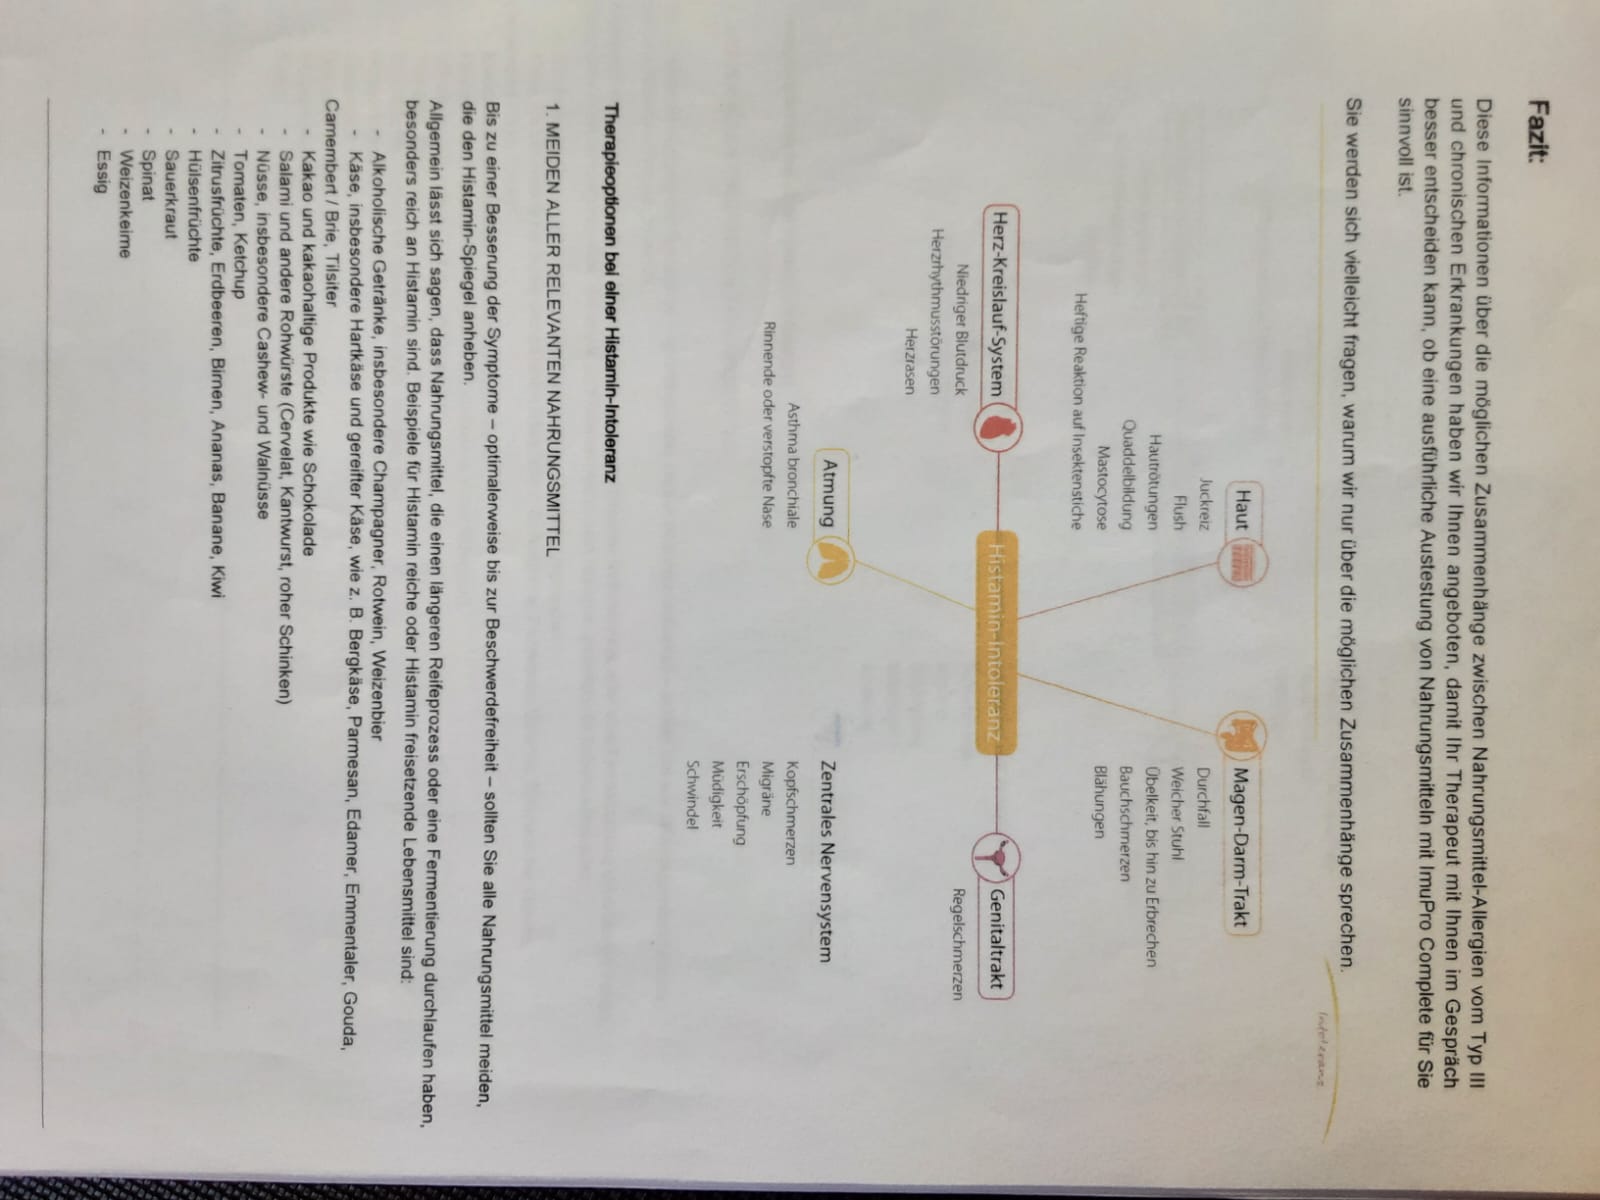 Fazit:
Diese Informationen über die möglichen Zusammenhänge zwischen Nahrungsmittel-Allergien vom Typ III
und chronischen Erkrankungen haben wir Ihnen angeboten, damit Ihr Therapeut mit Ihnen im Gespräch
besser entscheiden kann, ob eine ausführliche Austestung von Nahrungsmitteln mit ImuPro Complete für Sie
sinnvoll ist.
Sie werden sich vielleicht fragen, warum wir nur über die möglichen Zusammenhänge sprechen.
Intoleranz
Haut
Juckreiz
Flush
Hautrötungen
Quaddelbildung
Mastocyrose
Heftige Reaktion auf Insektenstiche
Magen-Darm-Trakt
Durchfall
Weicher Stuhl
Übelkeit, bis hin zu Erbrechen
Bauchschmerzen
Blähungen
Herz-Kreislauf-System
Niedriger Blutdruck
Herzrhythmusstörungen
Herzrasen
Histamin-Intoleranz
Genitaltrakt
Regelschmerzen
Atmung
Asthma bronchiale
Rinnende oder verstopfte Nase
Zentrales Nervensystem
Kopfschmerzen
Migräne
Erschöpfung
Müdigkeit
Schwindel
Therapieoptionen bei einer Histamin-Intoleranz
1. MEIDEN ALLER RELEVANTEN NAHRUNGSMITTEL
Bis zu einer Besserung der Symptome – optimalerweise bis zur Beschwerdefreiheit – sollten Sie alle Nahrungsmittel meiden,
die den Histamin-Spiegel anheben.
Allgemein lässt sich sagen, dass Nahrungsmittel, die einen längeren Reifeprozess oder eine Fermentierung durchlaufen haben,
besonders reich an Histamin sind. Beispiele für Histamin reiche oder Histamin freisetzende Lebensmittel sind:
- Alkoholische Getränke, insbesondere Champagner, Rotwein, Weizenbier
- Käse, insbesondere Hartkäse und gereifter Käse, wie z. B. Bergkäse, Parmesan, Edamer, Emmentaler, Gouda,
Camembert / Brie, Tilsiter
- Kakao und kakaohaltige Produkte wie Schokolade
- Salami und andere Rohwürste (Cervelat, Kantwurst, roher Schinken)
- Nüsse, insbesondere Cashew- und Walnüsse
- Tomaten, Ketchup
- Zitrusfrüchte, Erdbeeren, Birnen, Ananas, Banane, Kiwi
- Hülsenfrüchte
- Sauerkraut
- Spinat
- Weizenkeime
- Essig